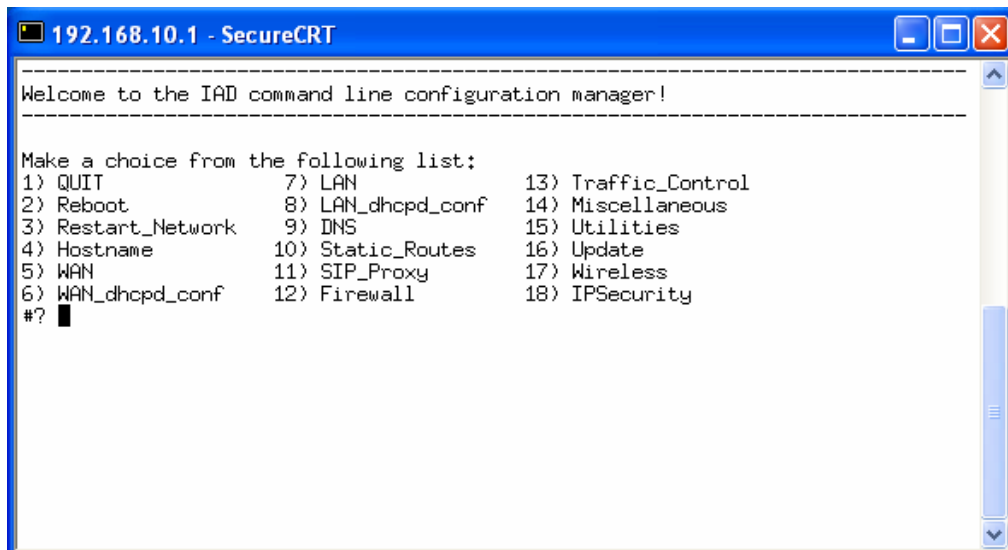 192.168.10.1 - SecureCRT
--------------------------------------------------------------------------------
Welcome to the IAD command line configuration manager!
--------------------------------------------------------------------------------
Make a choice from the following list:
1) QUIT 7) LAN 13) Traffic_Control
2) Reboot 8) LAN_dhcpd_conf 14) Miscellaneous
3) Restart_Network 9) DNS 15) Utilities
4) Hostname 10) Static_Routes 16) Update
5) WAN 11) SIP_Proxy 17) Wireless
6) WAN_dhcpd_conf 12) Firewall 18) IPSecurity
#?